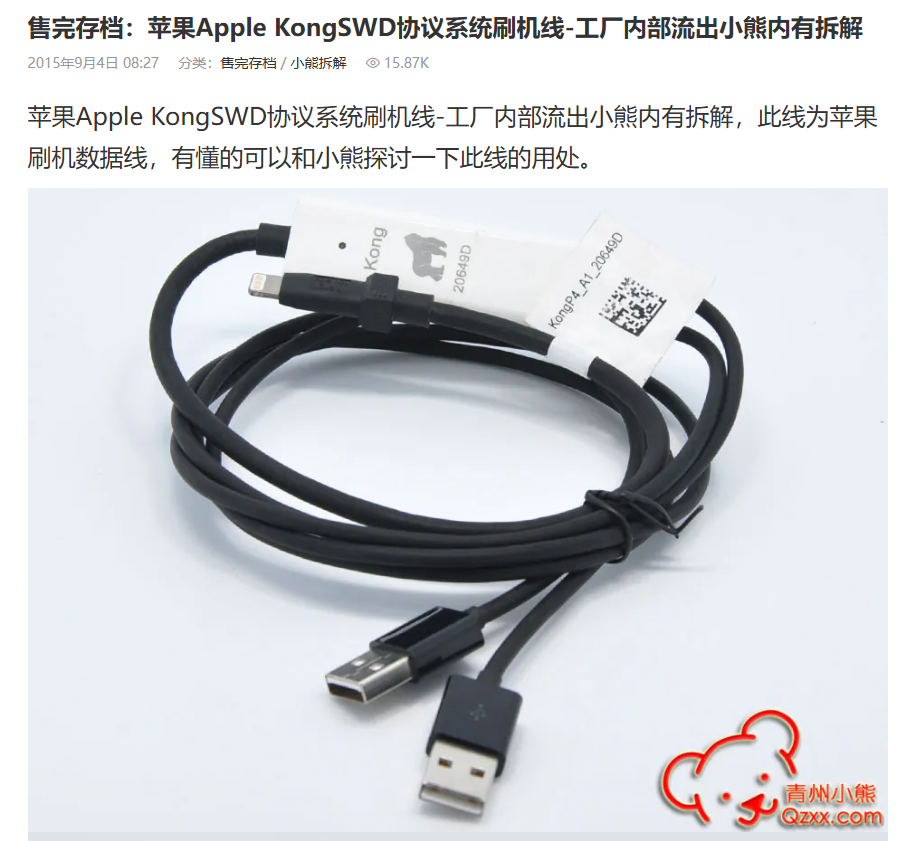 售完存档：苹果Apple KongSWD协议系统刷机线-工厂内部流出小熊内有拆解
2015年9月4日 08:27 分类：售完存档 / 小熊拆解 15.87K
苹果Apple KongSWD协议系统刷机线-工厂内部流出小熊内有拆解，此线为苹果
刷机数据线，有懂的可以和小熊探讨一下此线的用处。
Kong
20649D
KongP4_A1_20649D
青州小熊
Qzxx.com